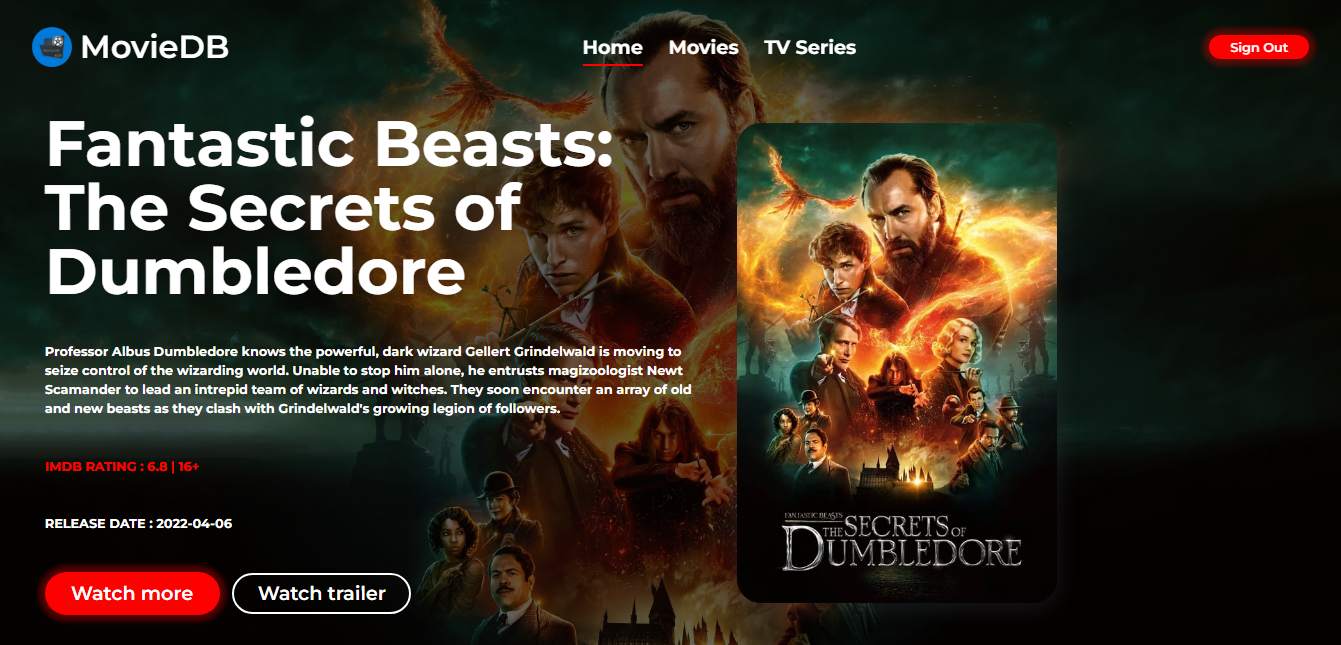 MovieDB
Home
Movies
TV Series
Sign Out
Fantastic Beasts:
The Secrets of
Dumbledore
Professor Albus Dumbledore knows the powerful, dark wizard Gellert Grindelwald is moving to
seize control of the wizarding world. Unable to stop him alone, he entrusts magizoologist Newt
Scamander to lead an intrepid team of wizards and witches. They soon encounter an array of old
and new beasts as they clash with Grindelwald's growing legion of followers.
IMDB RATING : 6.8 | 16+
RELEASE DATE : 2022-04-06
Watch more
Watch trailer
FANTASTIC BEASTS
THE SECRETS OF
DUMBLEDORE